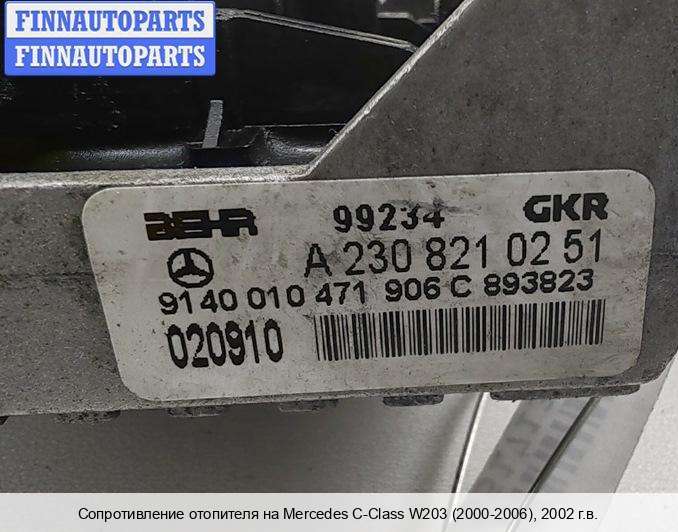 FINNAUTOPARTS
FINNAUTOPARTS
BEHR 99234 GKR
A 230 821 02 51
9140 010 471 906 C 893823
020910
Сопротивление отопителя на Mercedes C-Class W203 (2000-2006), 2002 г.в.